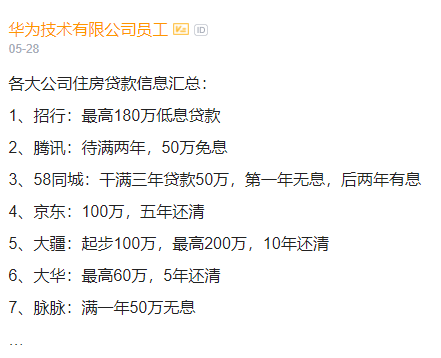 华为技术有限公司员工 V4 ID
05-28
各大公司住房贷款信息汇总：
1、招行：最高180万低息贷款
2、腾讯：待满两年，50万免息
3、58同城：干满三年贷款50万，第一年无息，后两年有息
4、京东：100万，五年还清
5、大疆：起步100万，最高200万，10年还清
6、大华：最高60万，5年还清
7、脉脉：满一年50万无息
...